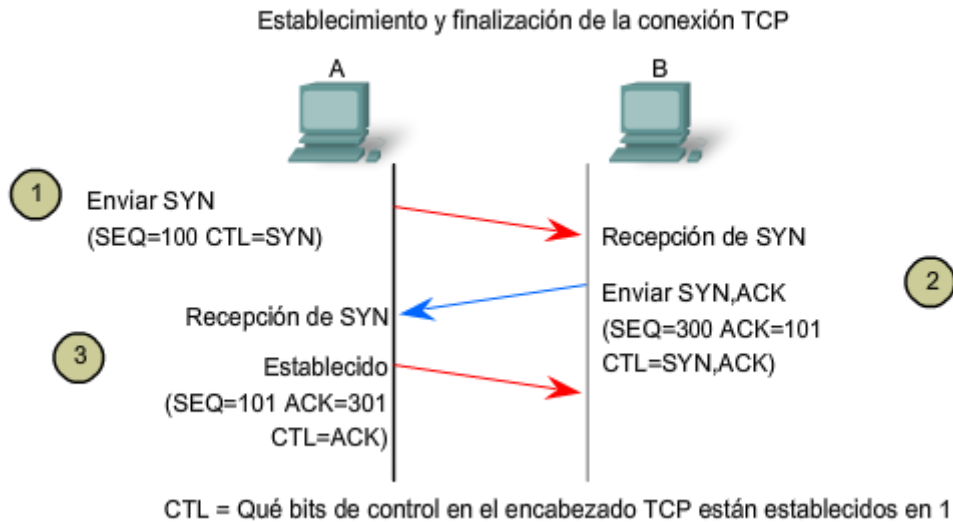 Establecimiento y finalización de la conexión TCP
A
B
1
Enviar SYN
(SEQ=100 CTL=SYN)
Recepción de SYN
2
Enviar SYN,ACK
(SEQ=300 ACK=101
CTL=SYN,ACK)
Recepción de SYN
3
Establecido
(SEQ=101 ACK=301
CTL=ACK)
CTL = Qué bits de control en el encabezado TCP están establecidos en 1